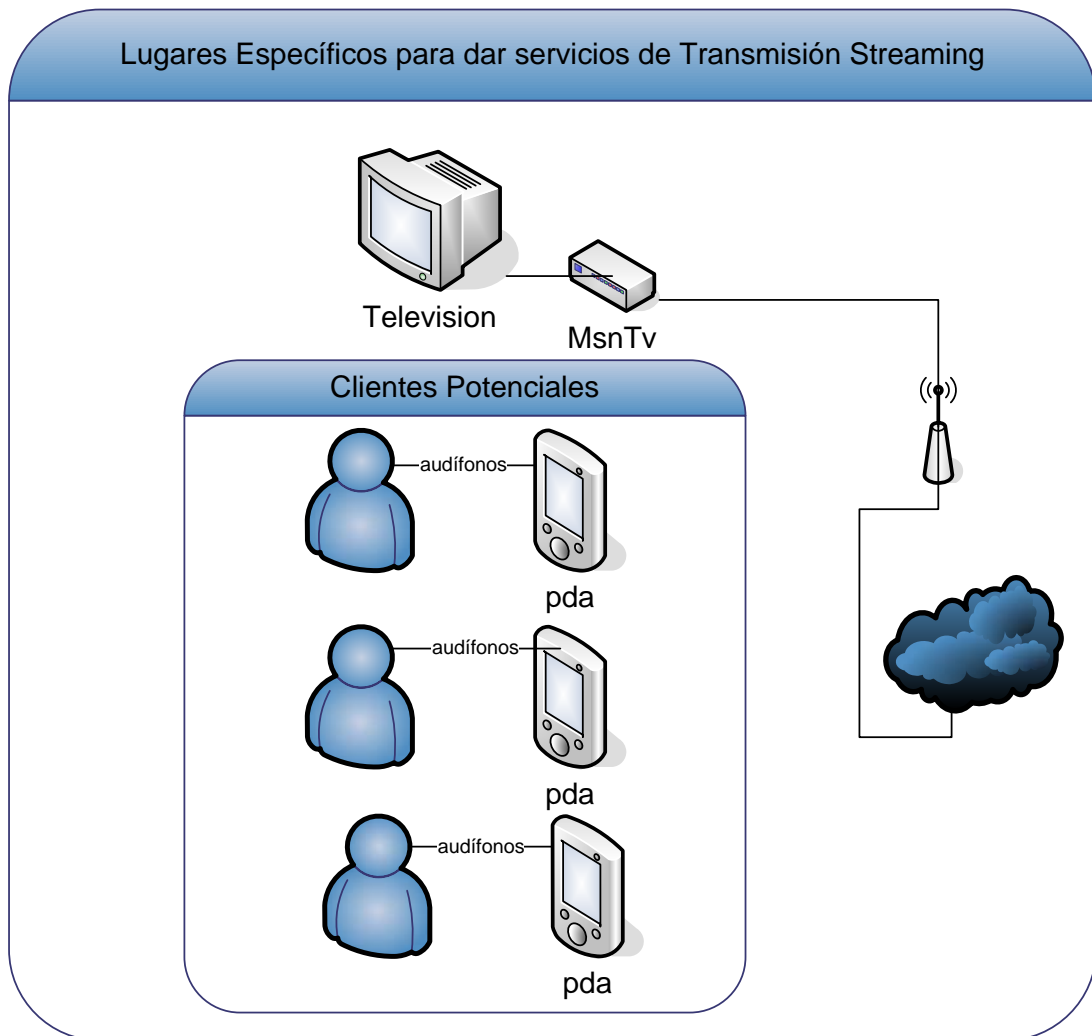 Lugares Específicos para dar servicios de Transmisión Streaming
Television
MsnTv
Clientes Potenciales
audífonos
pda
audífonos
pda
audífonos
pda